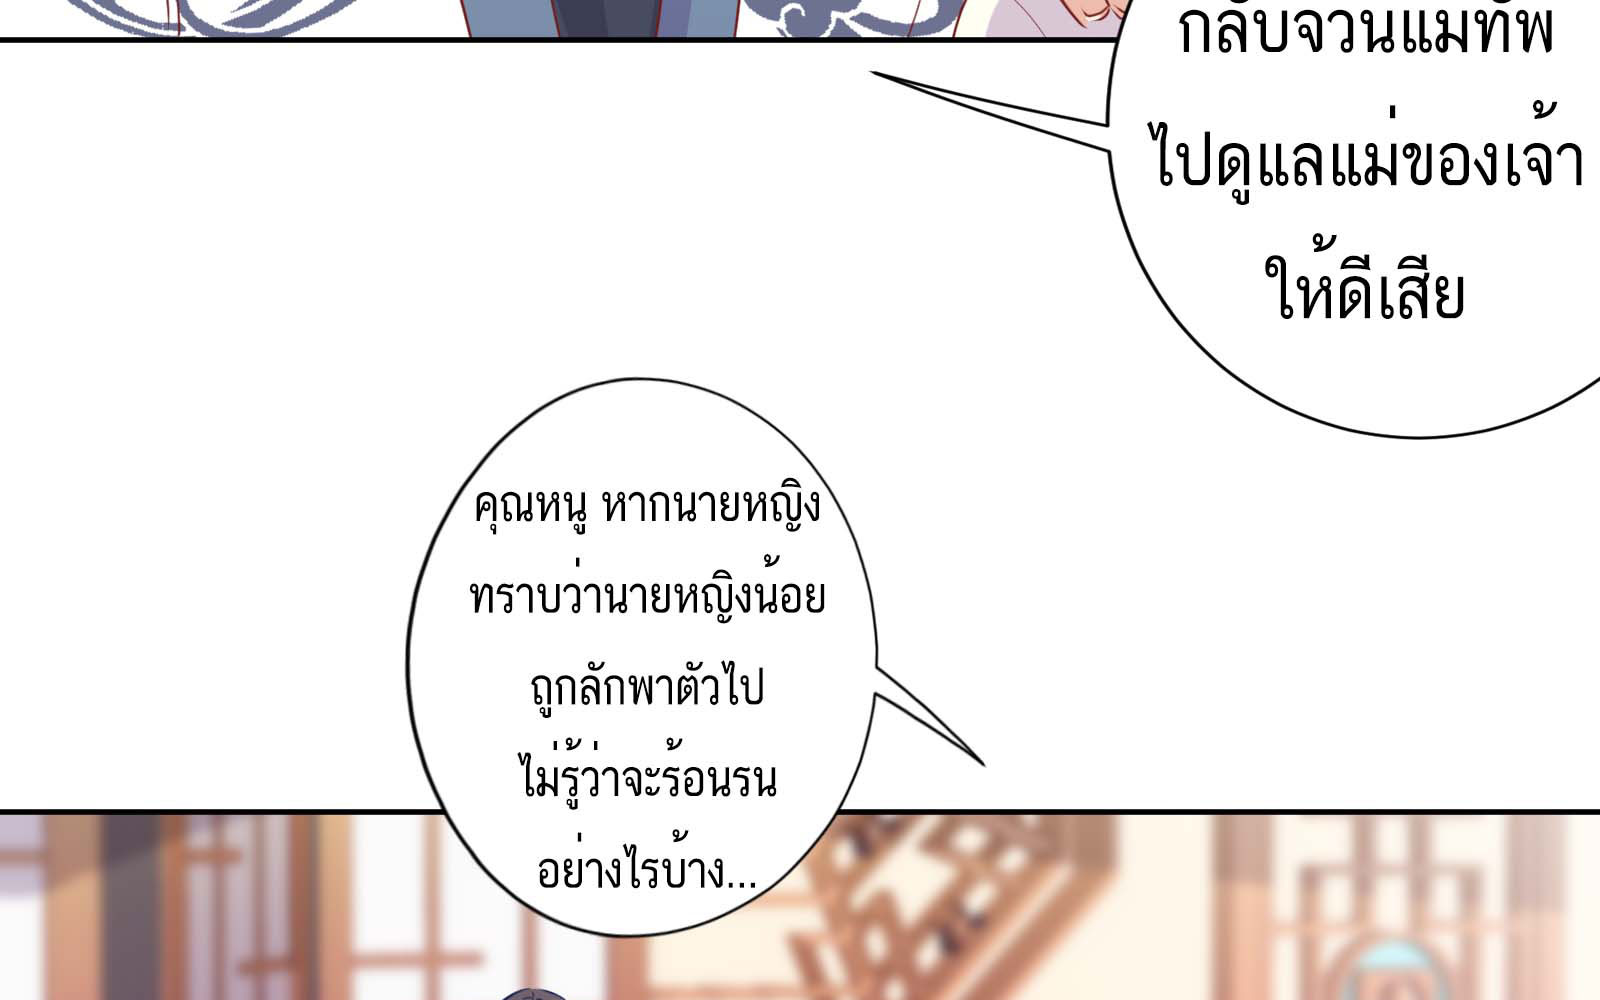 กลับจวนแม่ทัพ
ไปดูแลแม่ของเจ้า
ให้ดีเสีย
คุณหนู หากนายหญิง
ทราบว่านายหญิงน้อย
ถูกลักพาตัวไป
ไม่รู้ว่าจะร้อนรน
อย่างไรบ้าง...